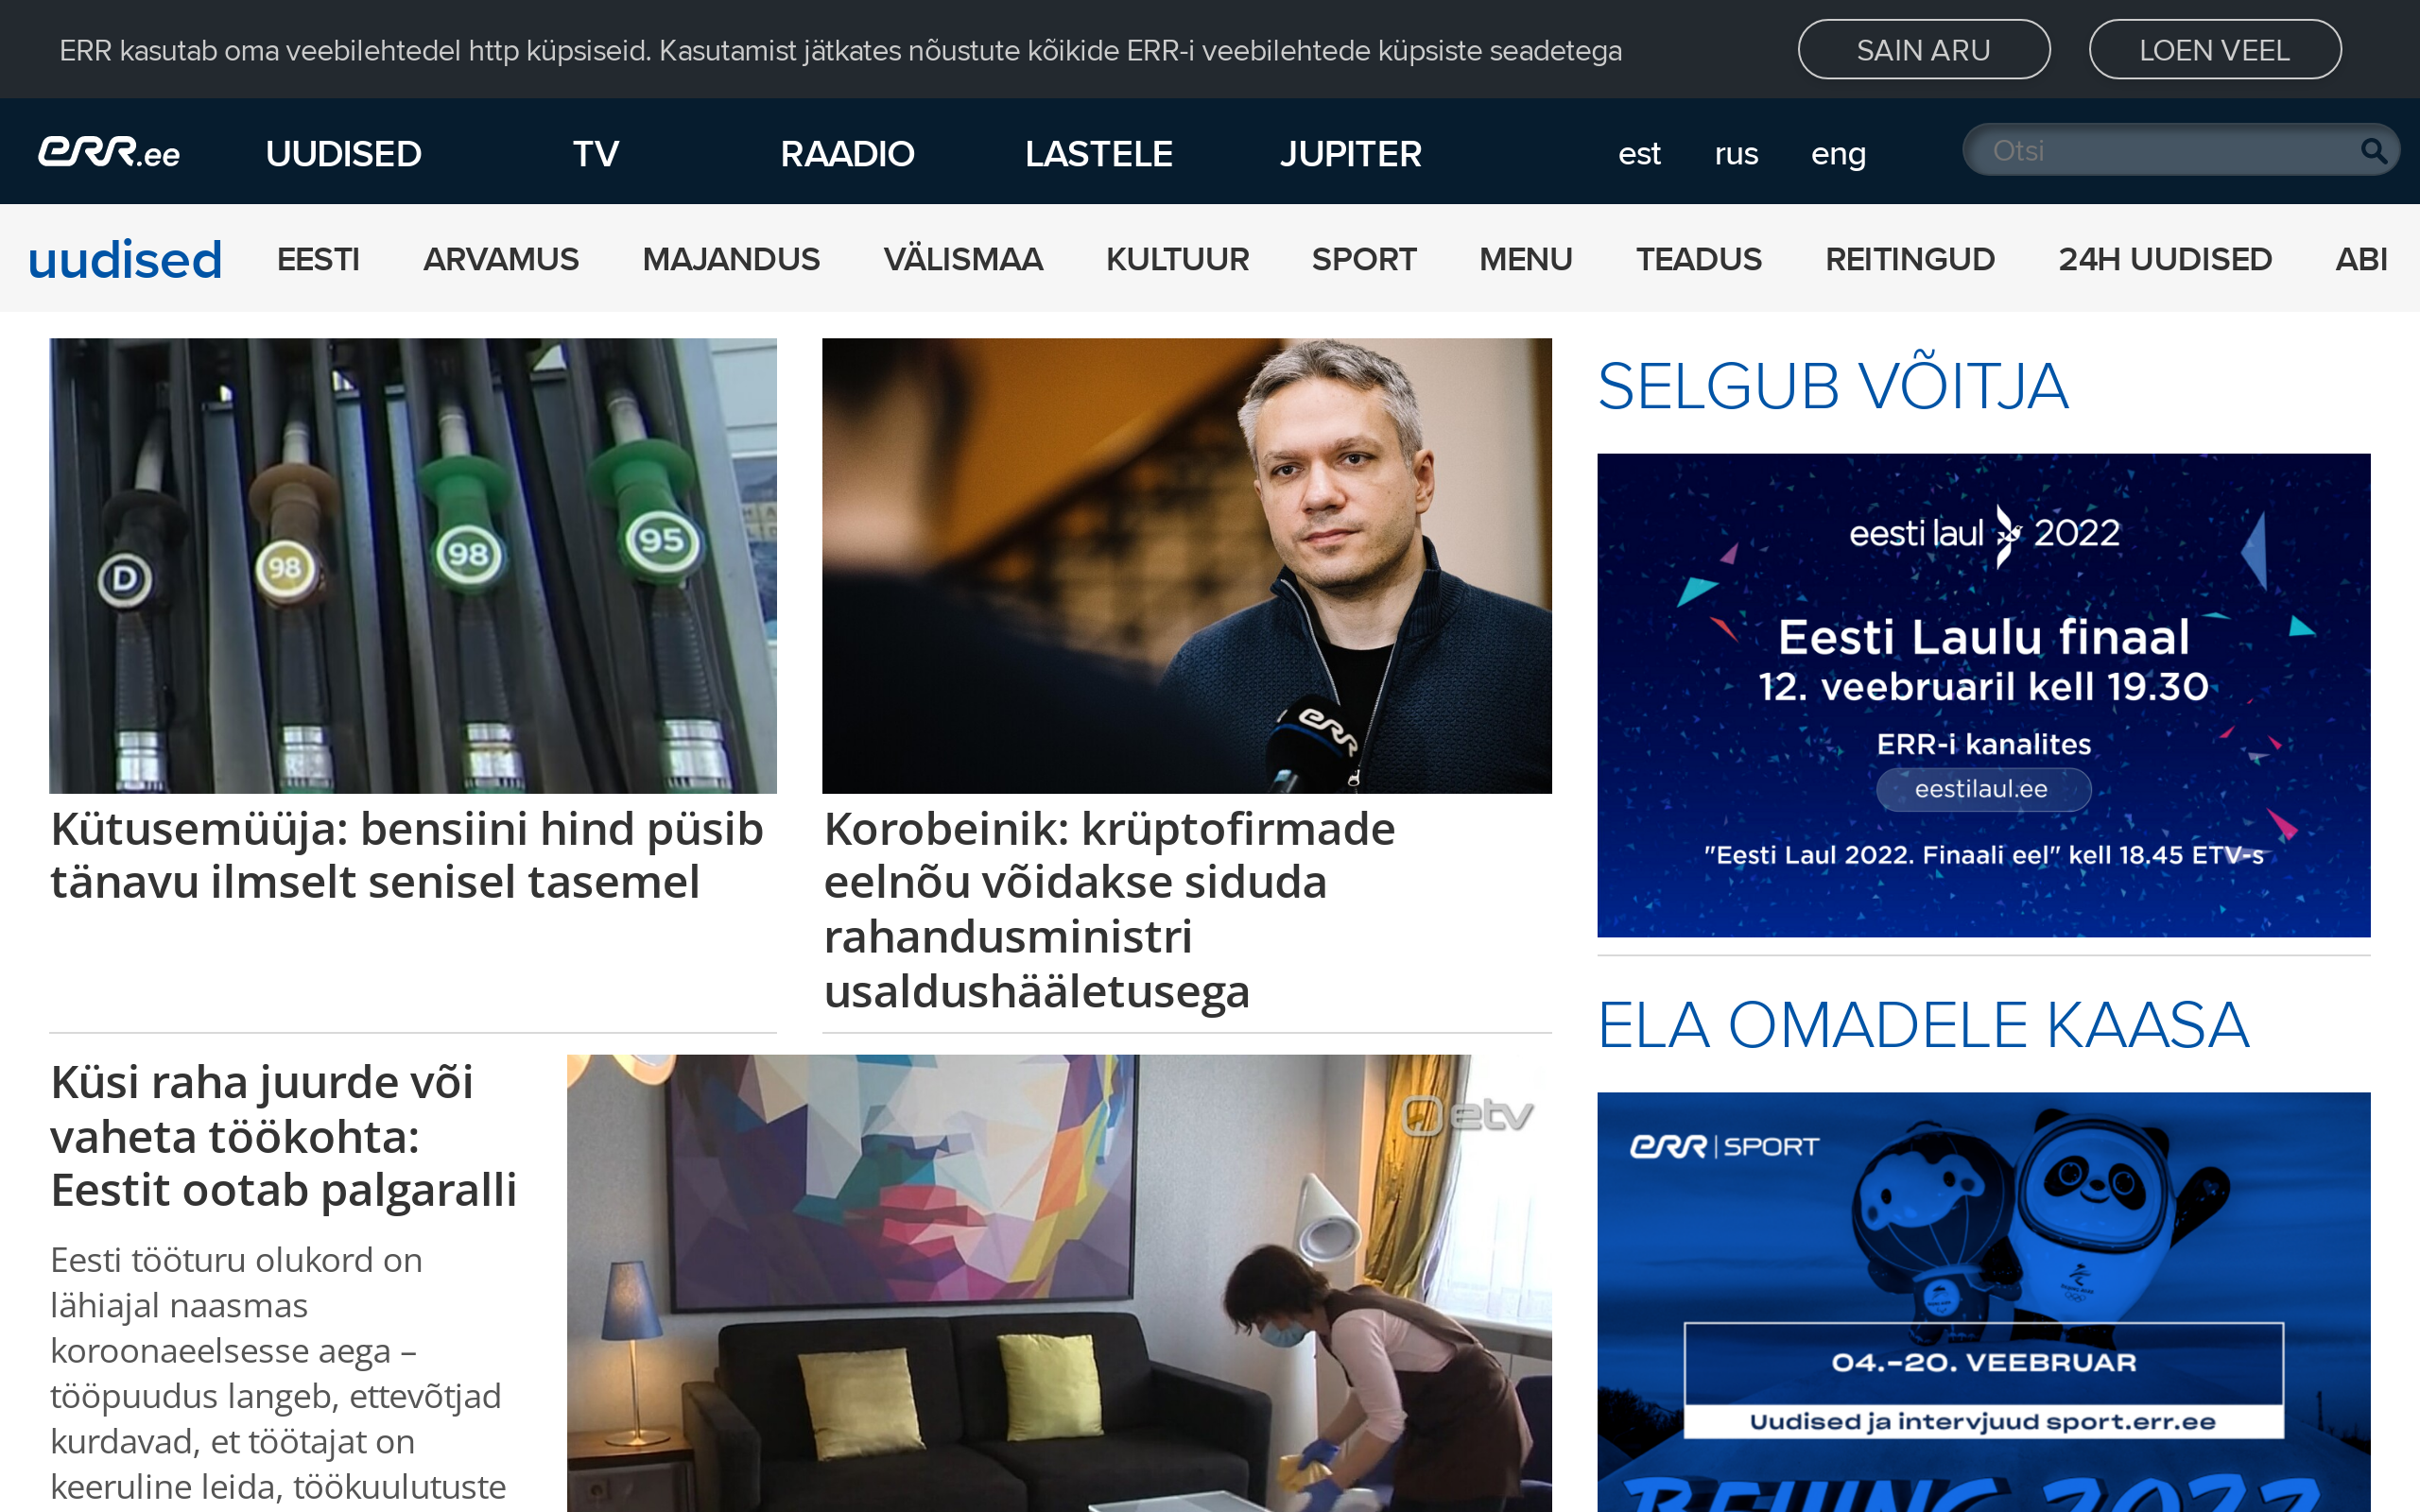 ERR kasutab oma veebilehtedel http küpsiseid. Kasutamist jätkates nõustute kõikide ERR-i veebilehtede küpsiste seadetega
SAIN ARU
LOEN VEEL
err.ee
UUDISED
TV
RAADIO
LASTELE
JUPITER
est
rus
eng
Otsi
uudised
EESTI
ARVAMUS
MAJANDUS
VÄLISMAA
KULTUUR
SPORT
MENU
TEADUS
REITINGUD
24H UUDISED
ABI
D
98
98
95
Kütusemüüja: bensiini hind püsib
tänavu ilmselt senisel tasemel
err
Korobeinik: krüptofirmade
eelnõu võidakse siduda
rahandusministri
usaldushääletusega
SELGUB VÕITJA
eesti laul 2022
Eesti Laulu finaal
12. veebruaril kell 19.30
ERR-i kanalites
eestilaul.ee
"Eesti Laul 2022. Finaali eel" kell 18.45 ETV-s
Küsi raha juurde või
vaheta töökohta:
Eestit ootab palgaralli
Eesti tööturu olukord on
lähiajal naasmas
koroonaeelsesse aega –
tööpuudus langeb, ettevõtjad
kurdavad, et töötajat on
keeruline leida, töökuulutuste
etv
ELA OMADELE KAASA
err SPORT
04.–20. VEEBRUAR
Uudised ja intervjuud sport.err.ee
BEIJING 2022